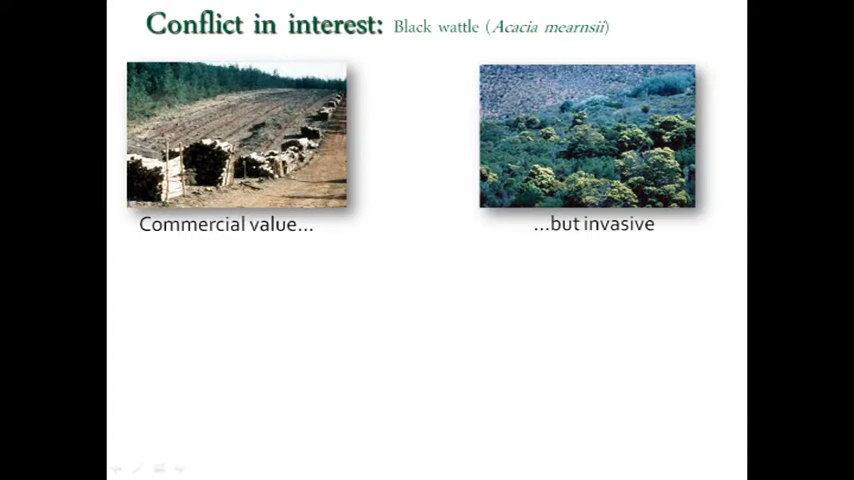 Conflict in interest: Black wattle (Acacia mearnsii)
Commercial value...
...but invasive